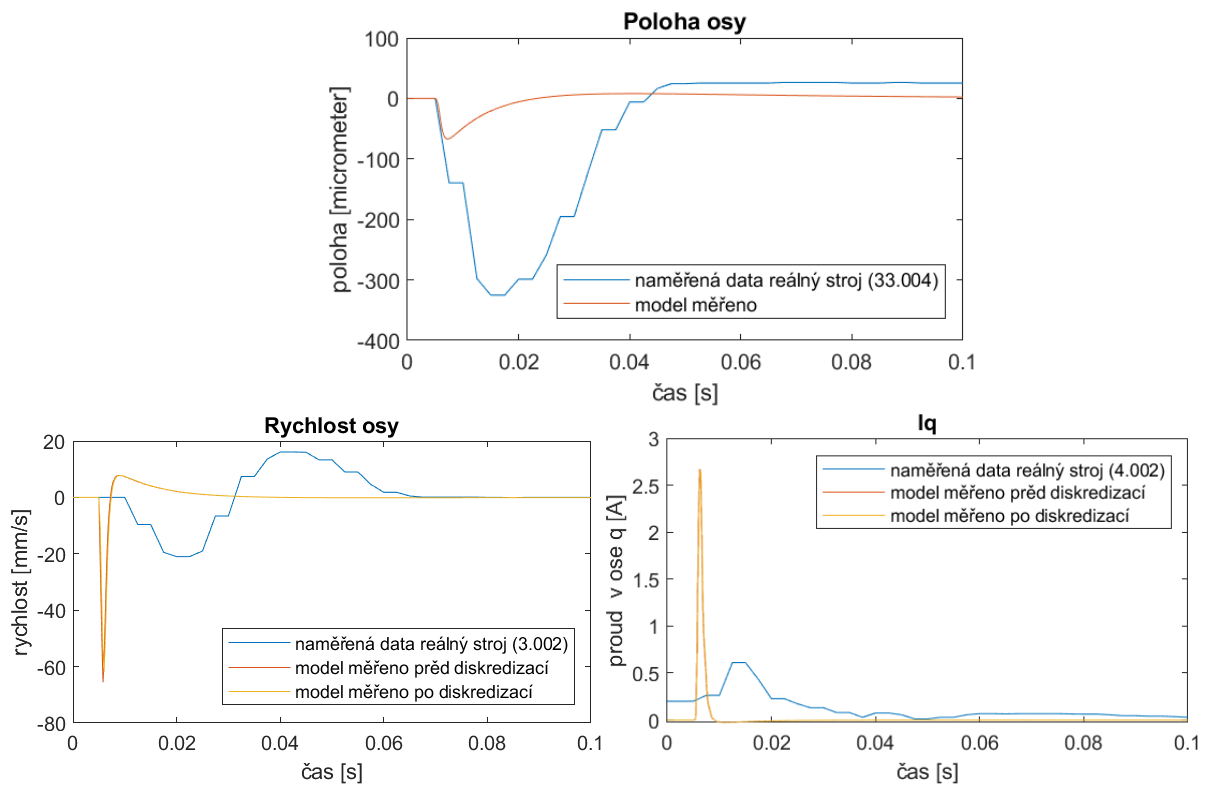 Poloha osy
100
0
-100
-200
-300
-400
poloha [micrometer]
naměřená data reálný stroj (33.004)
model měřeno
0
0.02
0.04
0.06
0.08
0.1
čas [s]
Rychlost osy
20
0
-20
-40
-60
-80
rychlost [mm/s]
naměřená data reálný stroj (3.002)
model měřeno prěd diskredizací
model měřeno po diskredizací
0
0.02
0.04
0.06
0.08
0.1
čas [s]
Iq
3
2.5
2
1.5
1
0.5
0
proud v ose q [A]
naměřená data reálný stroj (4.002)
model měřeno prěd diskredizací
model měřeno po diskredizací
0
0.02
0.04
0.06
0.08
0.1
čas [s]